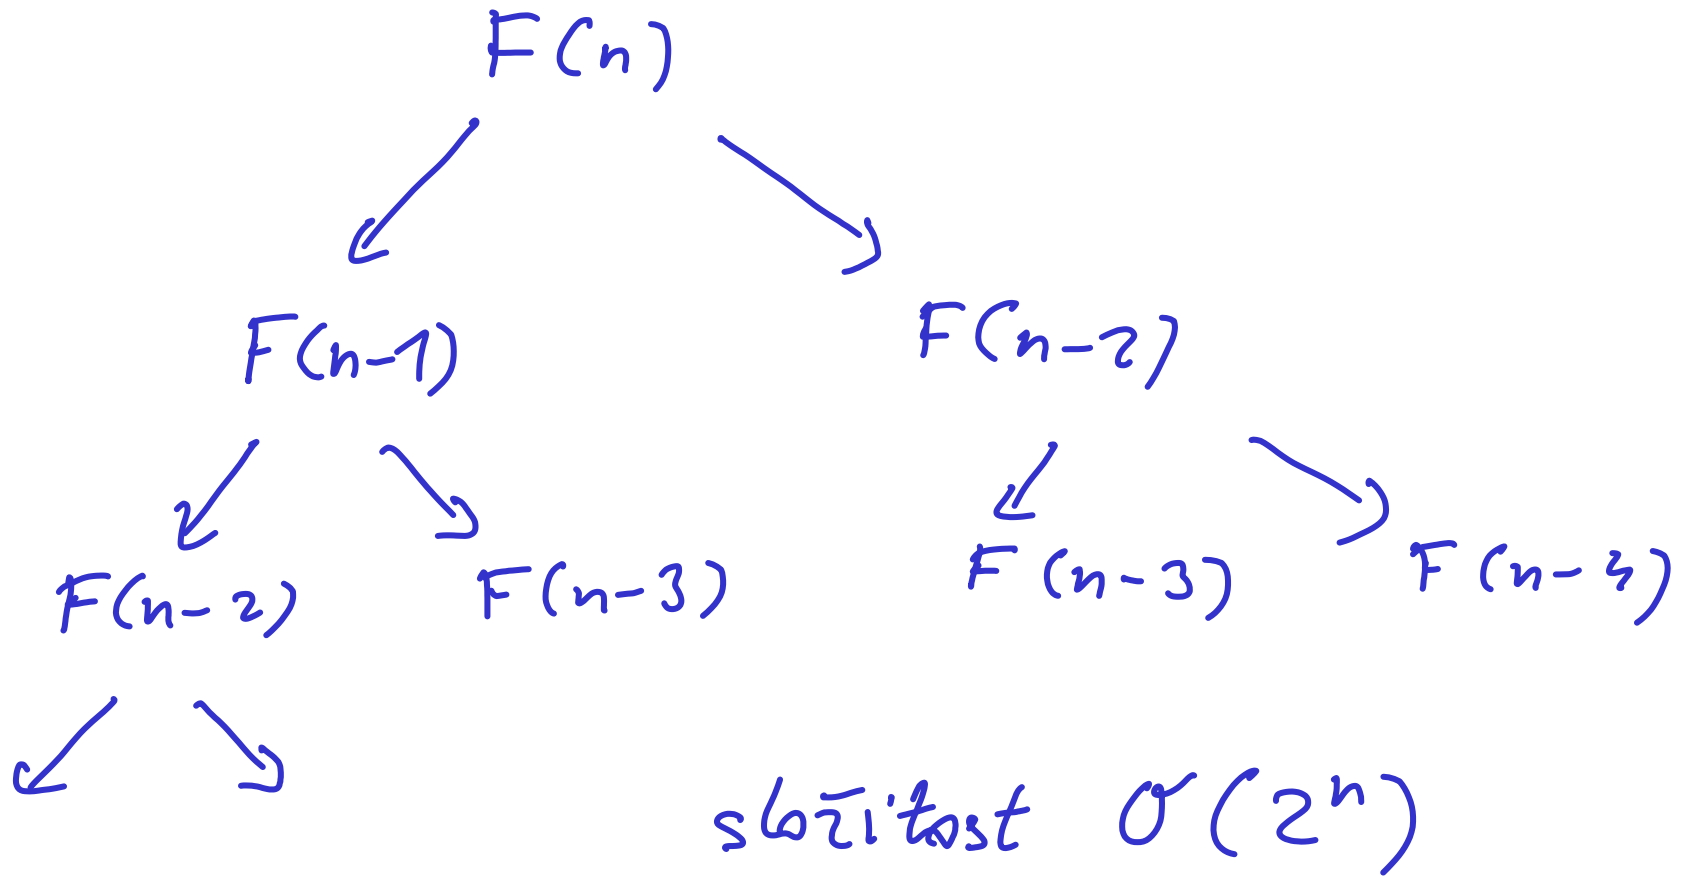 F(n)
F(n-1) F(n-2)
F(n-2) F(n-3) F(n-3) F(n-4)
složitost O(2ⁿ)